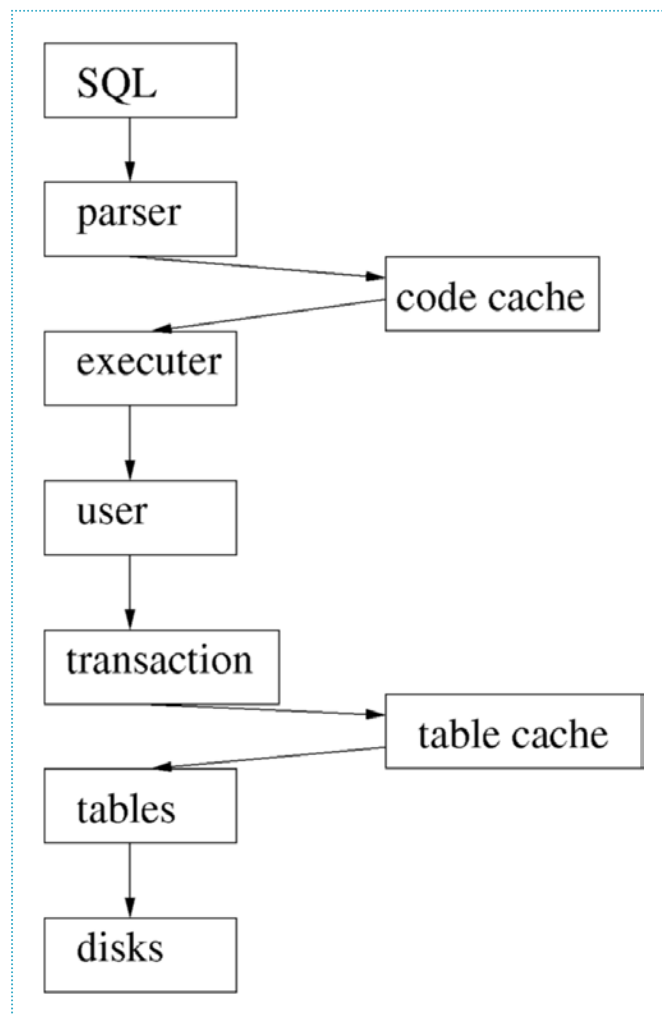 SQL
parser
code cache
executer
user
transaction
table cache
tables
disks